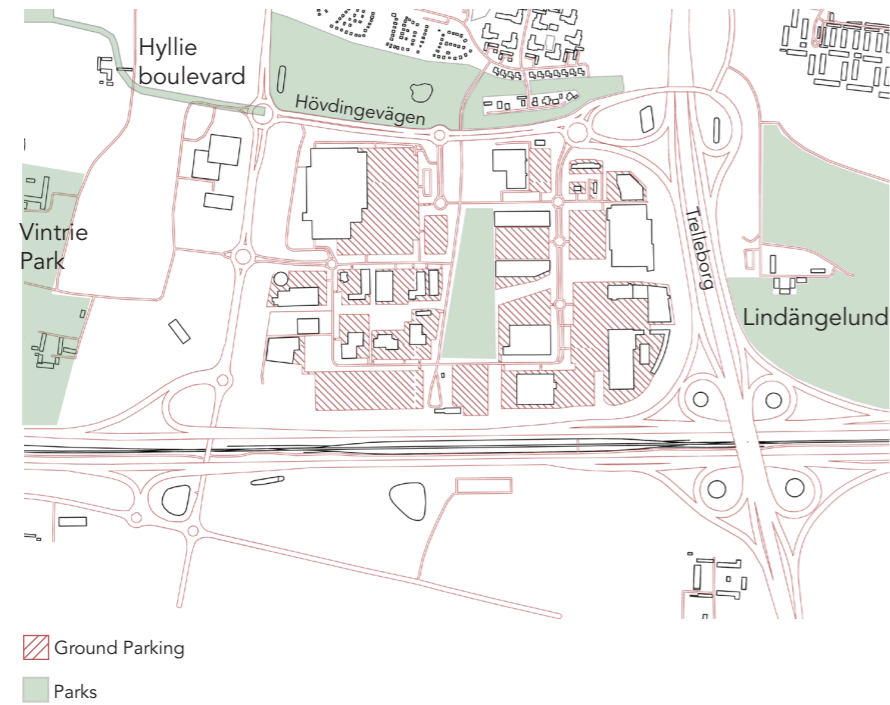 Hyllie
boulevard
Hövdingevägen
Vintrie
Park
Trelleborg
Lindängelund
Ground Parking
Parks